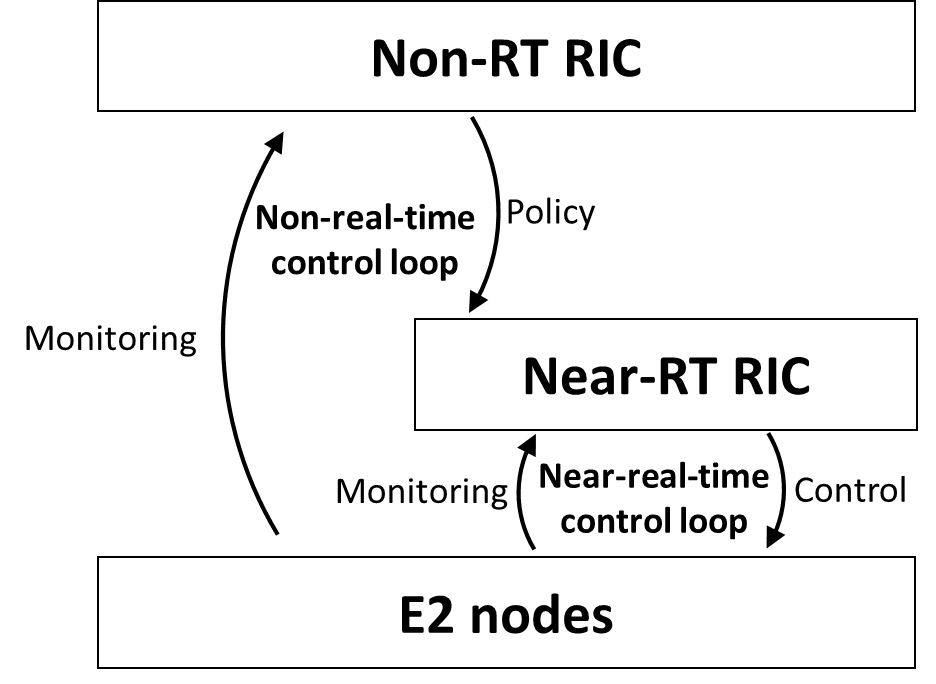 Non-RT RIC
Non-real-time
control loop
Policy
Monitoring
Near-RT RIC
Monitoring
Near-real-time
control loop
Control
E2 nodes